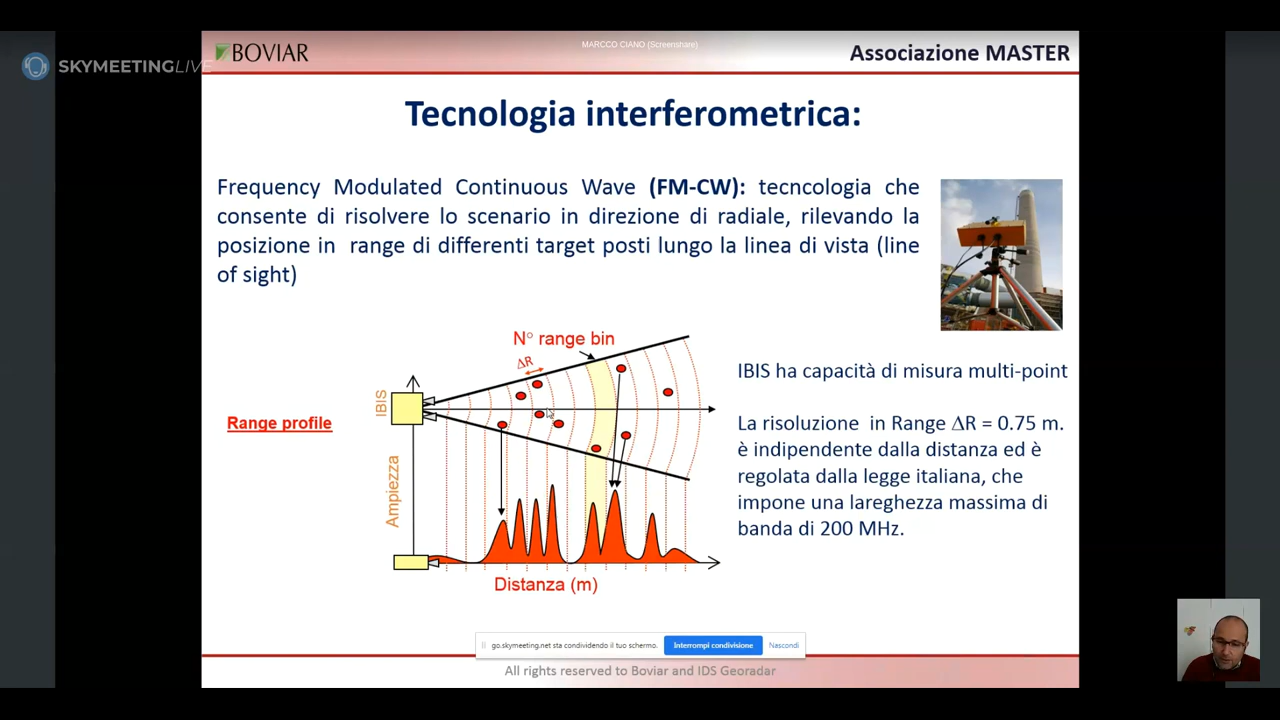 MARCCO CIANO (Screenshare)
SKYMEETINGLIVE
BOVIAR
Associazione MASTER
Tecnologia interferometrica:
Frequency Modulated Continuous Wave (FM-CW): tecncologia che
consente di risolvere lo scenario in direzione di radiale, rilevando la
posizione in range di differenti target posti lungo la linea di vista (line
of sight)
N° range bin
ΔR
IBIS
Range profile
Ampiezza
Distanza (m)
IBIS ha capacità di misura multi-point
La risoluzione in Range ΔR = 0.75 m.
è indipendente dalla distanza ed è
regolata dalla legge italiana, che
impone una lareghezza massima di
banda di 200 MHz.
go.skymeeting.net sta condividendo il tuo schermo.
Interrompi condivisione
Nascondi
All rights reserved to Boviar and IDS Georadar